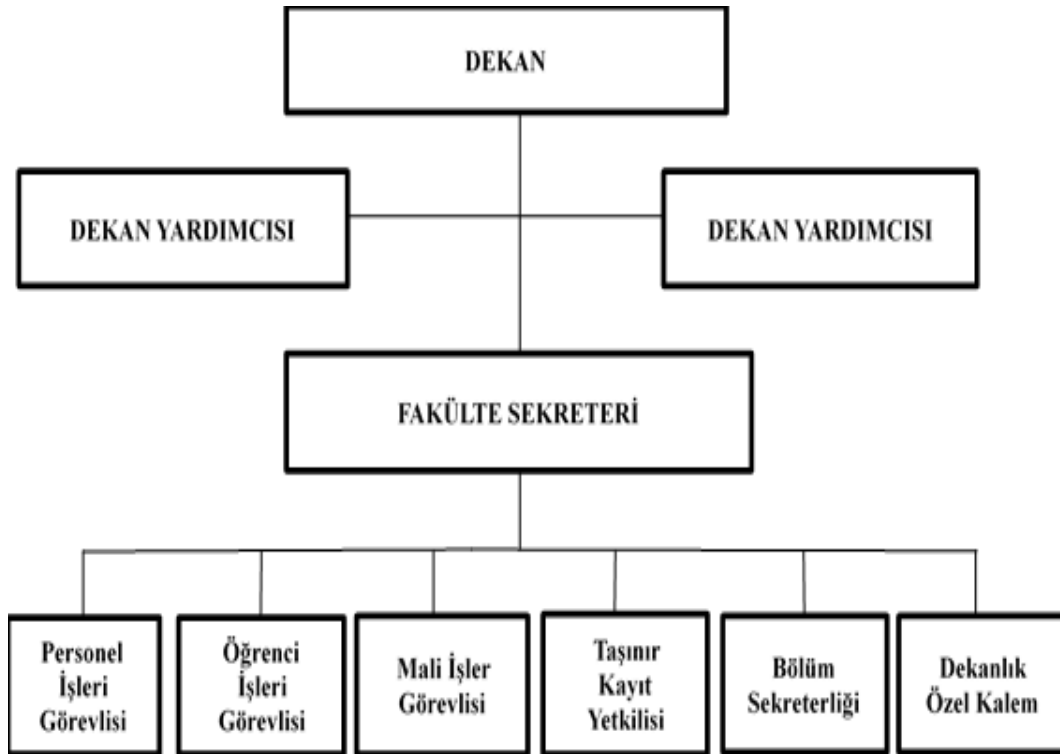 DEKAN
DEKAN YARDIMCISI
DEKAN YARDIMCISI
FAKÜLTE SEKRETERİ
Personel
İşleri
Görevlisi
Öğrenci
İşleri
Görevlisi
Mali İşler
Görevlisi
Taşınır
Kayıt
Yetkilisi
Bölüm
Sekreterliği
Dekanlık
Özel Kalem